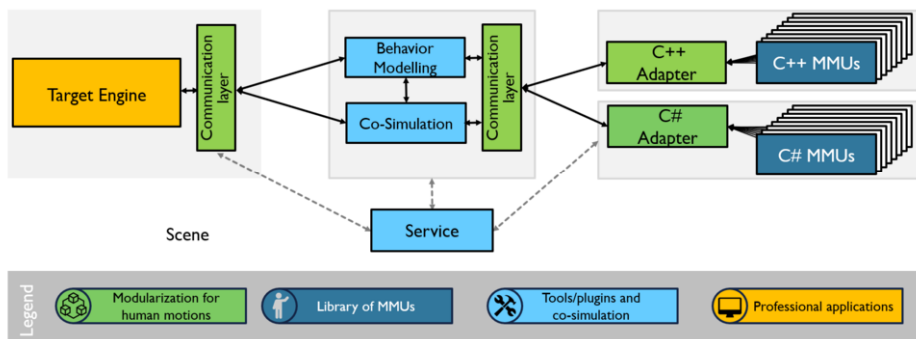 Target Engine
Communication
layer
Behavior
Modelling
Co-Simulation
Communication
layer
C++
Adapter
C++ MMUs
C#
Adapter
C# MMUs
Service
Scene
Legend
Modularization for
human motions
Library of MMUs
Tools/plugins and
co-simulation
Professional applications